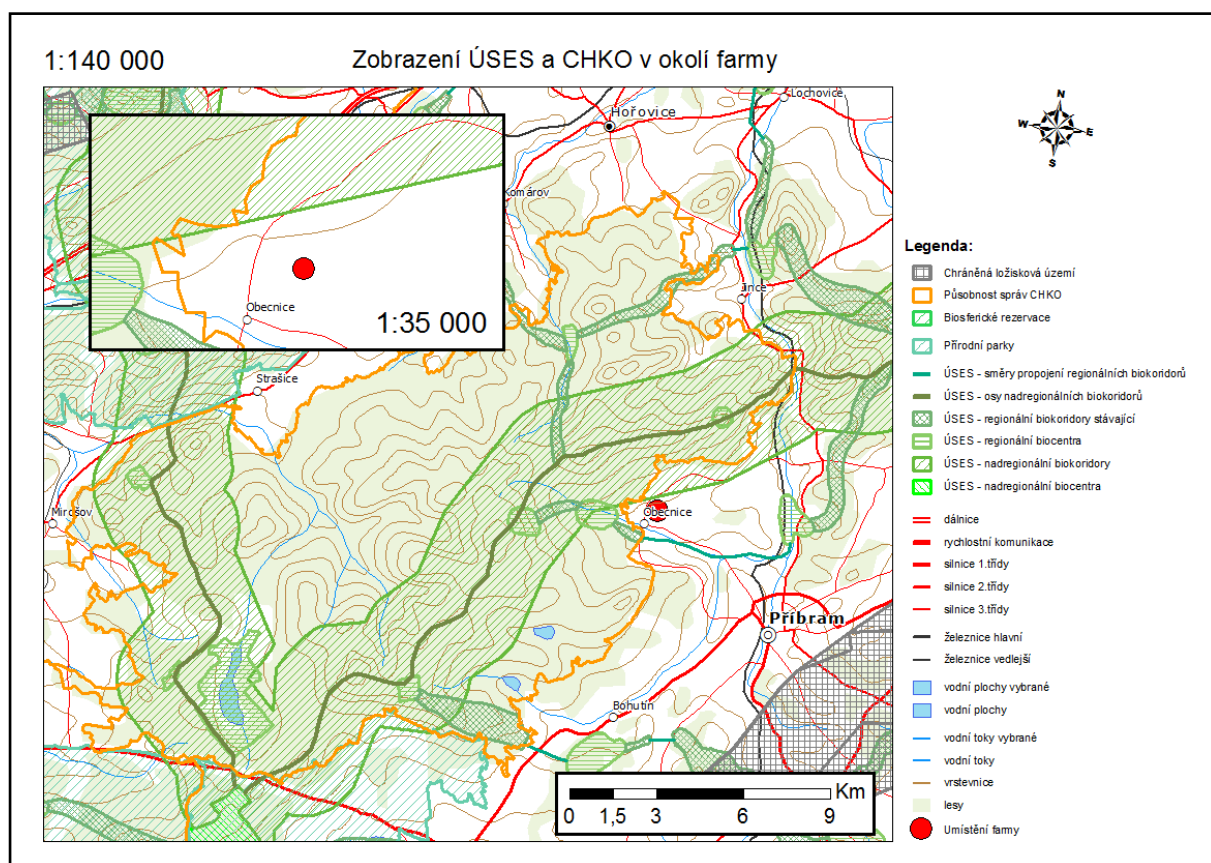 1:140 000
Zobrazení ÚSES a CHKO v okolí farmy
Lochovice
Hořovice
Komárov
Obecnice
1:35 000
Jince
Strašice
Mirošov
Obecnice
Příbram
Bohutín
0 1,5 3 6 9
Km
N
W E
S
Legenda:
Chráněná ložisková území
Působnost správ CHKO
Biosferické rezervace
Přírodní parky
ÚSES - směry propojení regionálních biokoridorů
ÚSES - osy nadregionálních biokoridorů
ÚSES - regionální biokoridory stávající
ÚSES - regionální biocentra
ÚSES - nadregionální biokoridory
ÚSES - nadregionální biocentra
dálnice
rychlostní komunikace
silnice 1.třídy
silnice 2.třídy
silnice 3.třídy
železnice hlavní
železnice vedlejší
vodní plochy vybrané
vodní plochy
vodní toky vybrané
vodní toky
vrstevnice
lesy
Umístění farmy